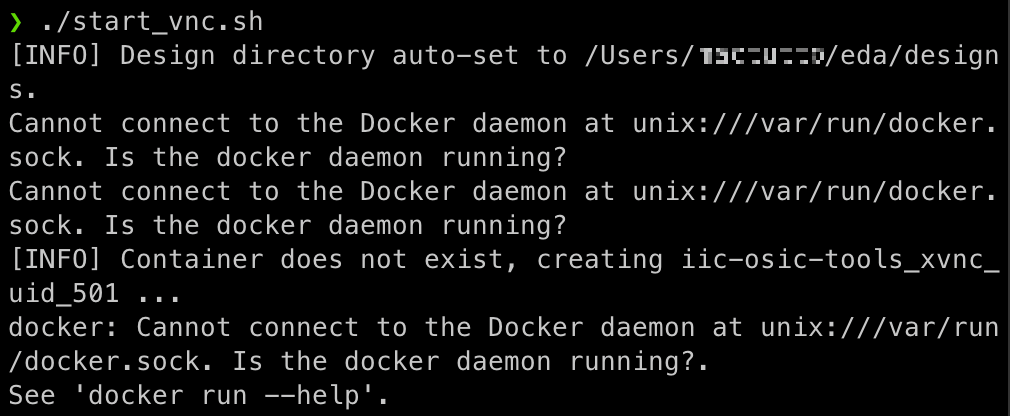 ❯ ./start_vnc.sh
[INFO] Design directory auto-set to /Users/ /eda/design
s.
Cannot connect to the Docker daemon at unix:///var/run/docker.
sock. Is the docker daemon running?
Cannot connect to the Docker daemon at unix:///var/run/docker.
sock. Is the docker daemon running?
[INFO] Container does not exist, creating iic-osic-tools_xvnc_
uid_501 ...
docker: Cannot connect to the Docker daemon at unix:///var/run
/docker.sock. Is the docker daemon running?.
See 'docker run --help'.